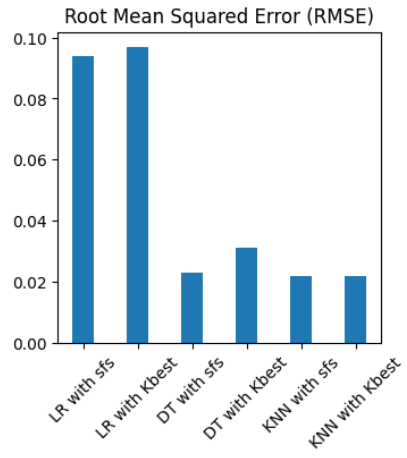 Root Mean Squared Error (RMSE)
0.10
0.08
0.06
0.04
0.02
0.00
LR with sfs
LR with Kbest
DT with sfs
DT with Kbest
KNN with sfs
KNN with Kbest